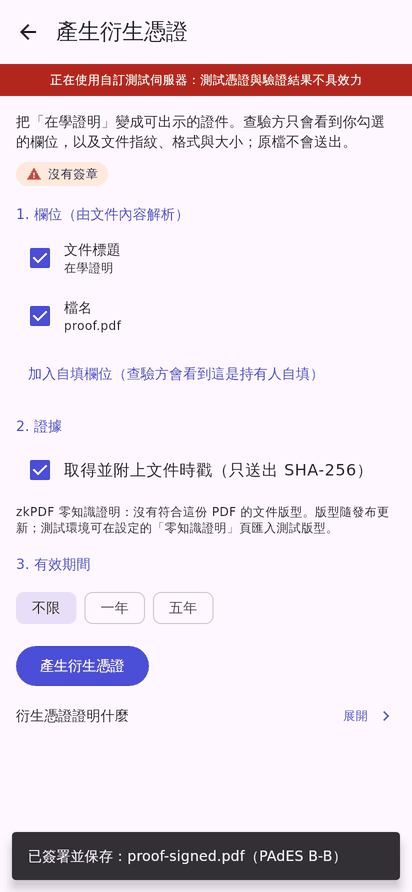 產生衍生憑證
正在使用自訂測試伺服器：測試憑證與驗證結果不具效力
把「在學證明」變成可出示的證件。查驗方只會看到你勾選
的欄位，以及文件指紋、格式與大小；原檔不會送出。
沒有簽章
1. 欄位（由文件內容解析）
文件標題
在學證明
檔名
proof.pdf
加入自填欄位（查驗方會看到這是持有人自填）
2. 證據
取得並附上文件時戳（只送出 SHA-256）
zkPDF 零知識證明：沒有符合這份 PDF 的文件版型。版型隨發布更
新；測試環境可在設定的「零知識證明」頁匯入測試版型。
3. 有效期間
不限
一年
五年
產生衍生憑證
衍生憑證證明什麼
展開
已簽署並保存：proof-signed.pdf（PAdES B-B）